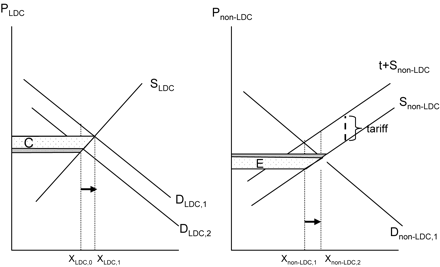 P_LDC
P_non-LDC
t+S_non-LDC
S_LDC
S_non-LDC
tariff
C
E
D_LDC,1
D_LDC,2
D_non-LDC,1
X_LDC,0 X_LDC,1
X_non-LDC,1 X_non-LDC,2